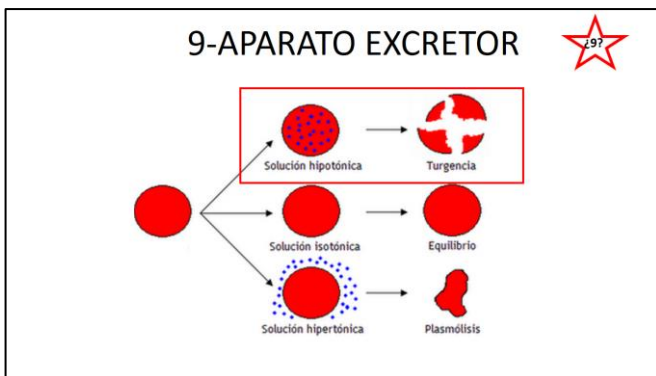 9-APARATO EXCRETOR
¿9?
Solución hipotónica
Turgencia
Solución isotónica
Equilibrio
Solución hipertónica
Plasmólisis